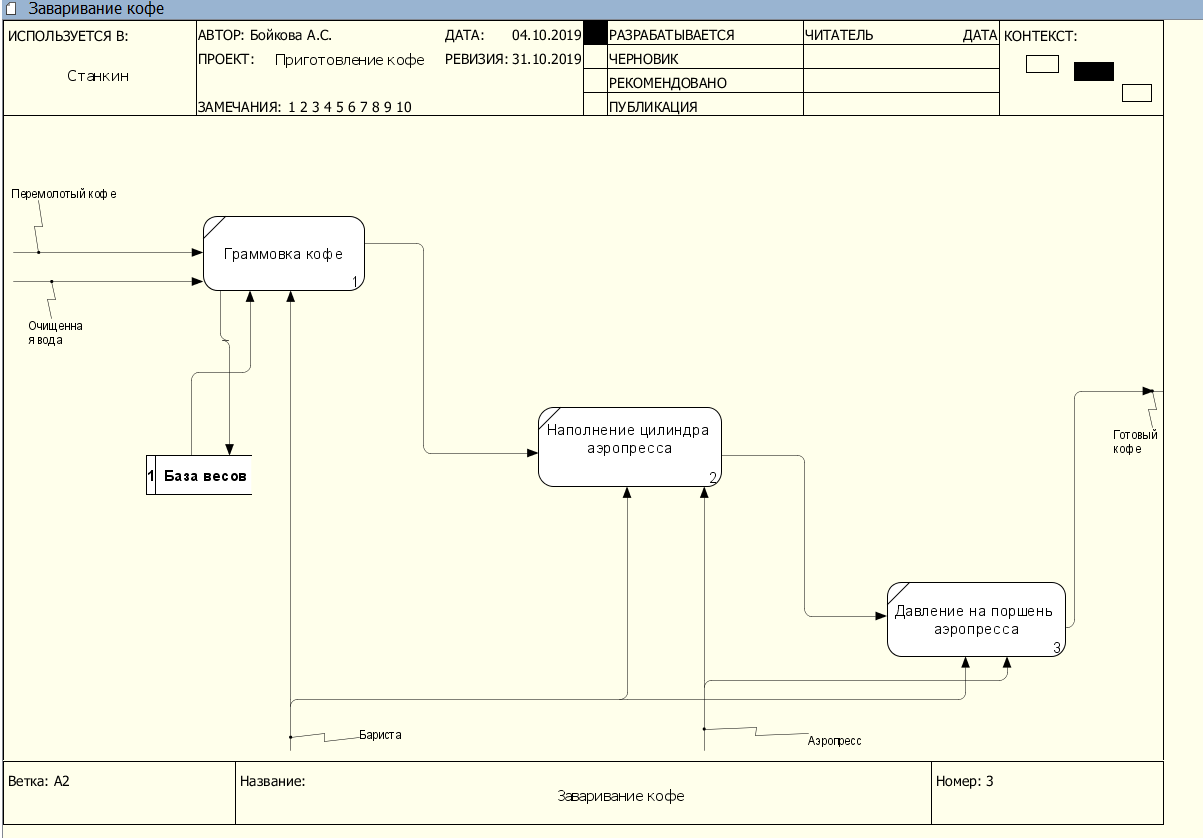 Заваривание кофе
ИСПОЛЬЗУЕТСЯ В:
Станкин
АВТОР: Бойкова А.С.
ДАТА: 04.10.2019
ПРОЕКТ: Приготовление кофе
РЕВИЗИЯ: 31.10.2019
ЗАМЕЧАНИЯ: 1 2 3 4 5 6 7 8 9 10
РАЗРАБАТЫВАЕТСЯ
ЧЕРНОВИК
РЕКОМЕНДОВАНО
ПУБЛИКАЦИЯ
ЧИТАТЕЛЬ
ДАТА
КОНТЕКСТ:
Перемолотый кофе
Граммовка кофе
1
Очищенна
я вода
1 База весов
Наполнение цилиндра
аэропресса
2
Готовый
кофе
Давление на поршень
аэропресса
3
Бариста
Аэропресс
Ветка: A2
Название:
Заваривание кофе
Номер: 3